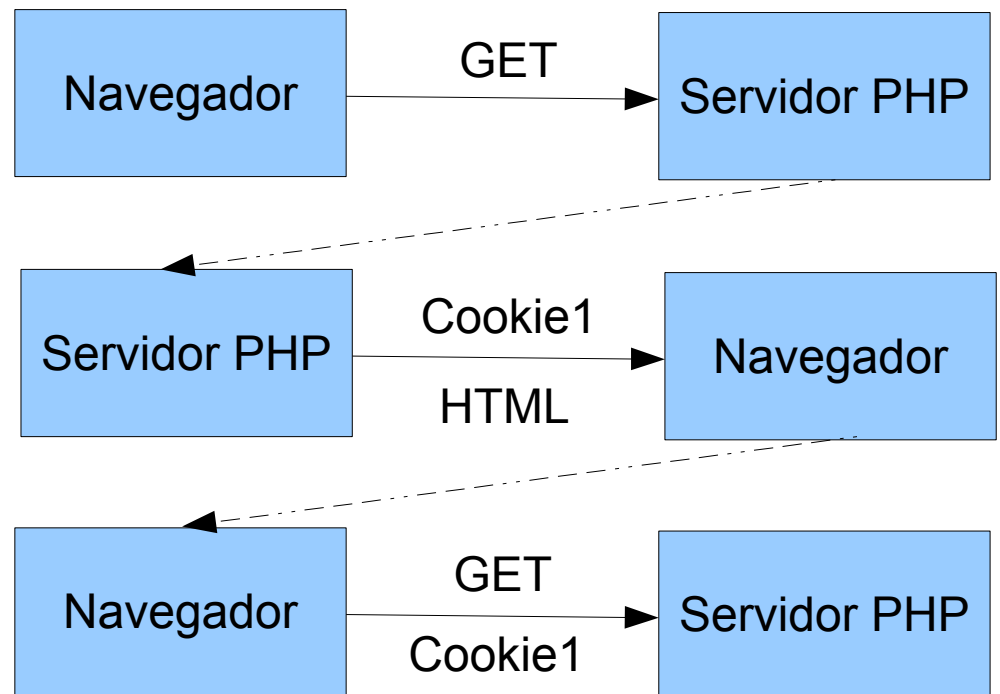 Navegador
GET
Servidor PHP
Servidor PHP
Cookie1
HTML
Navegador
Navegador
GET
Cookie1
Servidor PHP